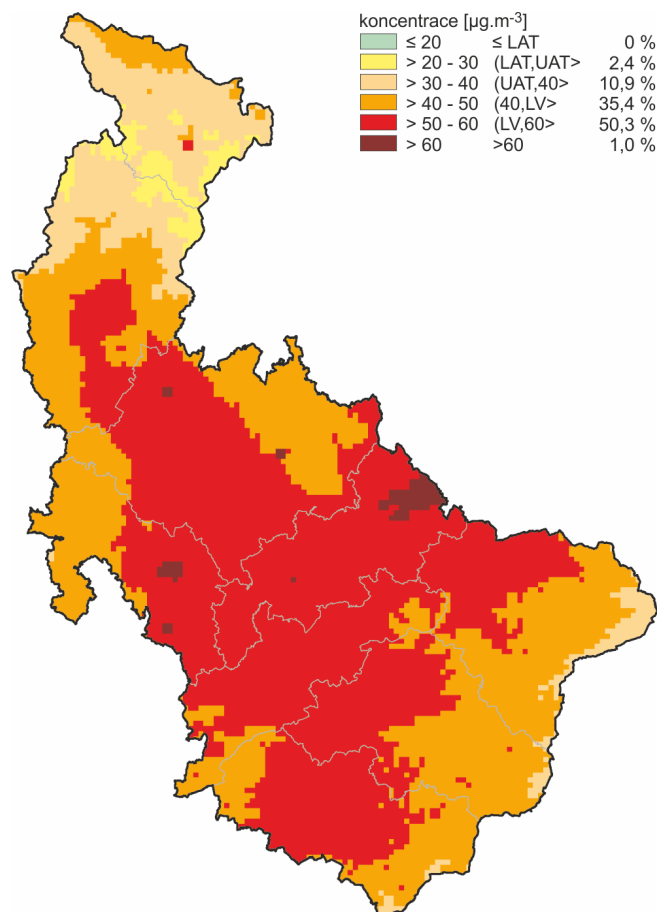 koncentrace [µg.m-3]
≤ 20 ≤ LAT 0 %
> 20 - 30 (LAT,UAT> 2,4 %
> 30 - 40 (UAT,40> 10,9 %
> 40 - 50 (40,LV> 35,4 %
> 50 - 60 (LV,60> 50,3 %
> 60 >60 1,0 %